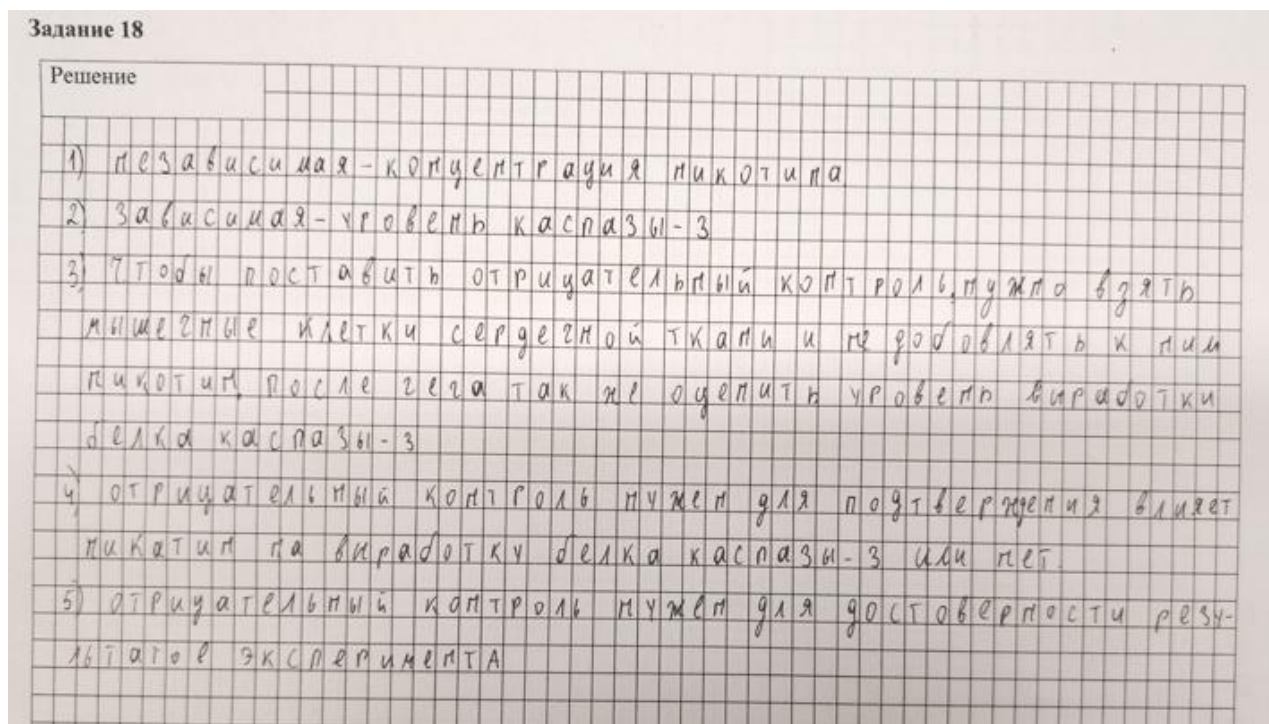 Задание 18
Решение
1) независимая - концентрация никотина
2) зависимая - уровень каспазы - 3
3) Чтобы поставить отрицательный контроль, нужно взять
мышечные клетки сердечной ткани и не добовлять к ним
никотин, после чега так же оценить уровень выработки
белка каспазы - 3
4) отрицательный контроль нужен для подтверждения влияет
никатин на выработку белка каспазы - 3 или нет.
5) отрицательный контроль нужен для достоверности резу-
льтатов эксперимента